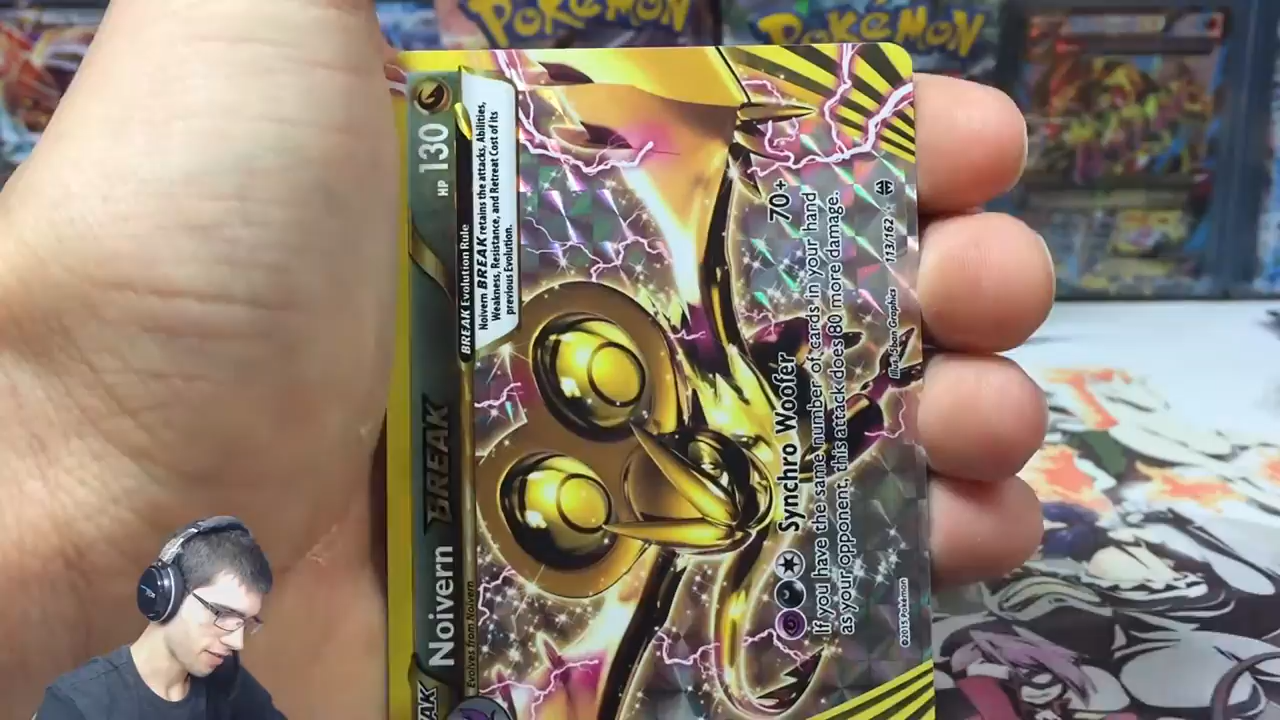 POKéMON
POKéMON
AK
Noivern BREAK HP 130
Evolves from Noivern
BREAK Evolution Rule
Noivern BREAK retains the attacks, Abilities,
Weakness, Resistance, and Retreat Cost of its
previous Evolution.
Synchro Woofer 70+
If you have the same number of cards in your hand
as your opponent, this attack does 80 more damage.
©2015 Pokémon
Illus. 5ban Graphics
113/162